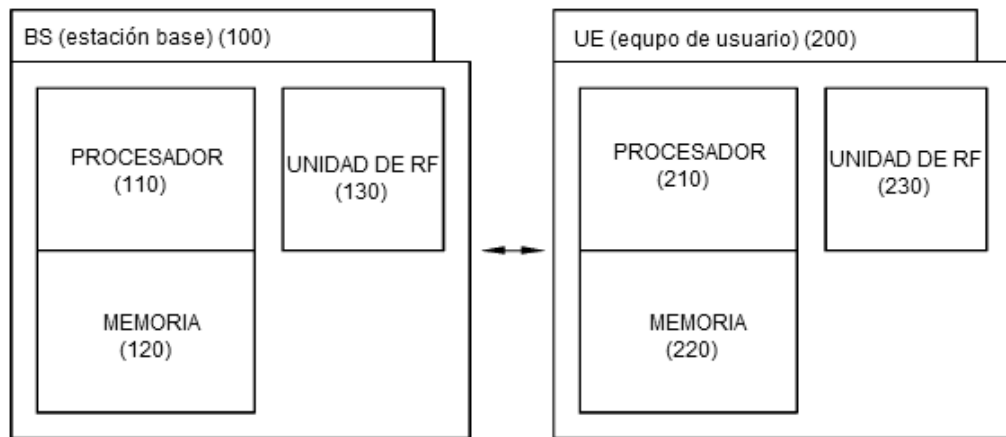 BS (estación base) (100)
PROCESADOR
(110)
UNIDAD DE RF
(130)
MEMORIA
(120)
UE (equpo de usuario) (200)
PROCESADOR
(210)
UNIDAD DE RF
(230)
MEMORIA
(220)